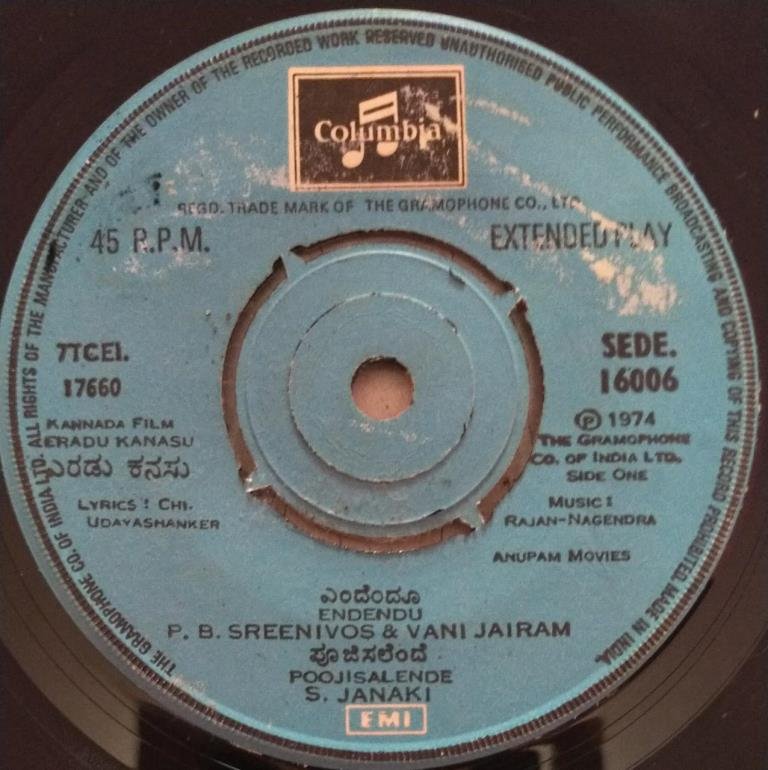 THE GRAMOPHONE CO. OF INDIA LTD. ALL RIGHTS OF THE MANUFACTURER AND OF THE OWNER OF THE RECORDED WORK RESERVED UNAUTHORISED PUBLIC PERFORMANCE BROADCASTING AND COPYING OF THIS RECORD PROHIBITED. MADE IN INDIA.
Columbia
REGD. TRADE MARK OF THE GRAMOPHONE CO., LTD.
45 R.P.M.
EXTENDED PLAY
7TCEI.
17660
SEDE.
16006
KANNADA FILM
ERADU KANASU
ಎರಡು ಕನಸು
LYRICS : CHI.
UDAYASHANKER
Ⓟ 1974
THE GRAMOPHONE
CO. OF INDIA LTD.
SIDE ONE
MUSIC :
RAJAN-NAGENDRA
ANUPAM MOVIES
ಎಂದೆಂದೂ
ENDENDU
P. B. SREENIVOS & VANI JAIRAM
ಪೂಜಿಸಲೆಂದೆ
POOJISALENDE
S. JANAKI
EMI